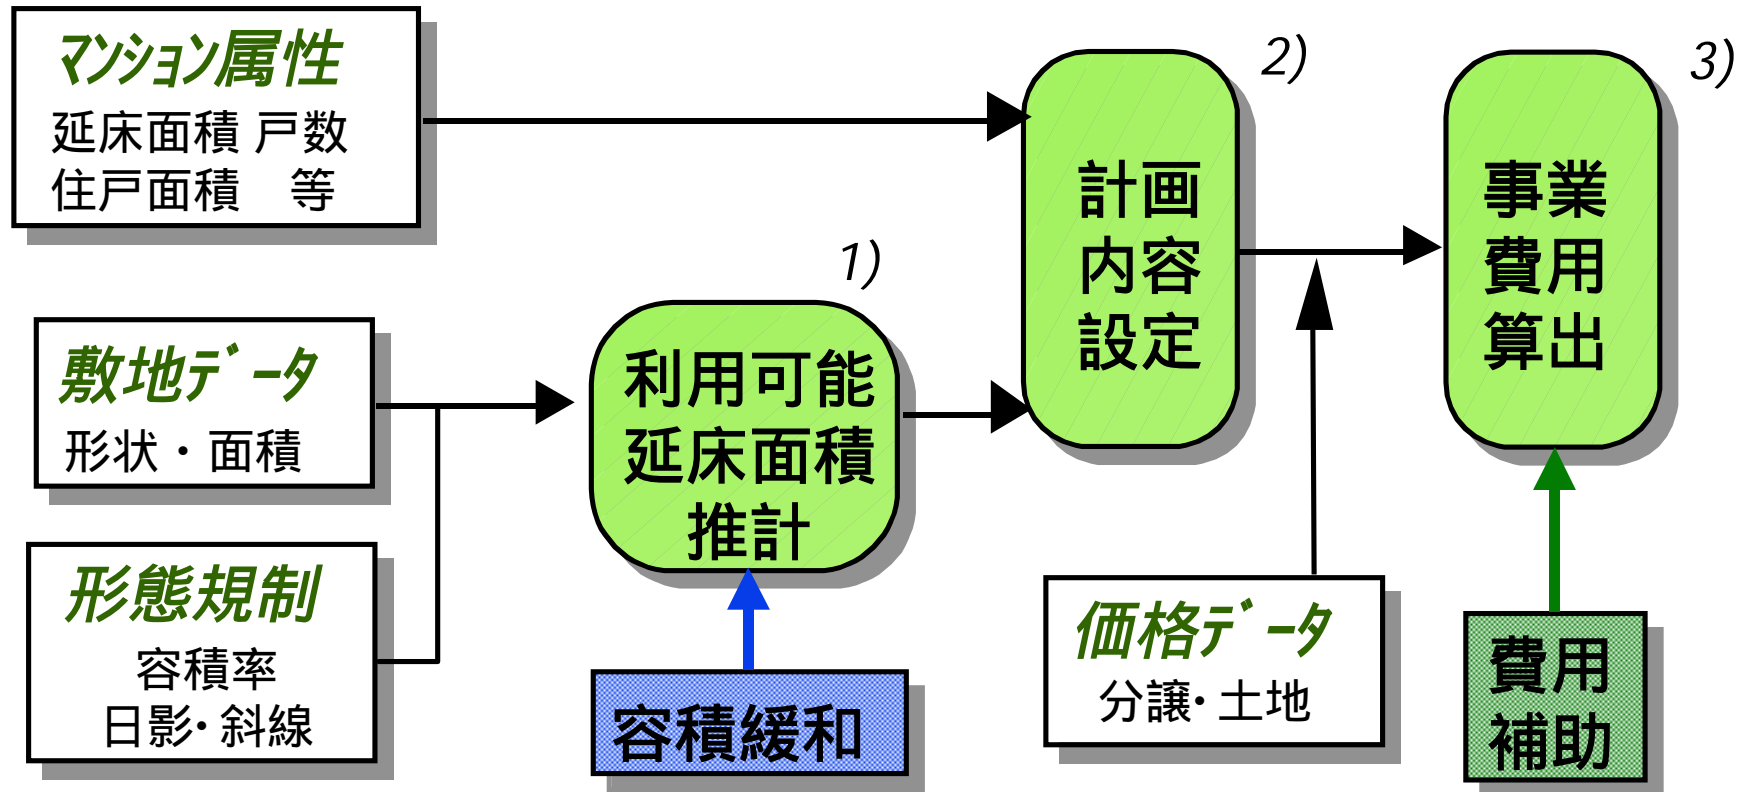 ﾏﾝｼｮﾝ属性
延床面積 戸数
住戸面積　等
敷地ﾃﾞｰﾀ
形状・面積
形態規制
容積率
日影・斜線
1)
利用可能
延床面積
推計
容積緩和
2)
計画
内容
設定
価格ﾃﾞｰﾀ
分譲・土地
3)
事業
費用
算出
費用
補助